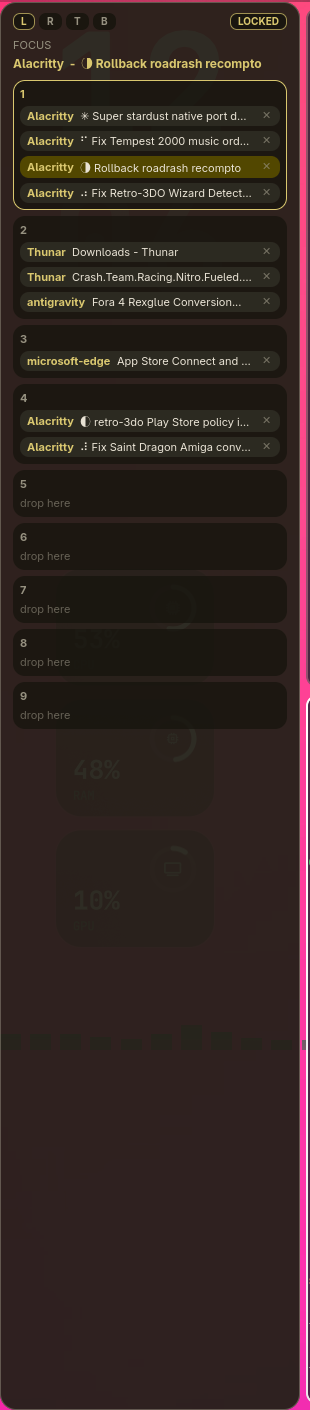 L R T B LOCKED
FOCUS
Alacritty - ◑ Rollback roadrash recompto
1
Alacritty ✳ Super stardust native port d... ×
Alacritty ⠋ Fix Tempest 2000 music ord... ×
Alacritty ◑ Rollback roadrash recompto ×
Alacritty ⠴ Fix Retro-3DO Wizard Detect... ×
2
Thunar Downloads - Thunar ×
Thunar Crash.Team.Racing.Nitro.Fueled.... ×
antigravity Fora 4 Rexglue Conversion... ×
3
microsoft-edge App Store Connect and ... ×
4
Alacritty ◐ retro-3do Play Store policy i... ×
Alacritty ⠼ Fix Saint Dragon Amiga conv... ×
5
drop here
6
drop here
7
drop here
8
drop here
9
drop here
53%
48%
10%